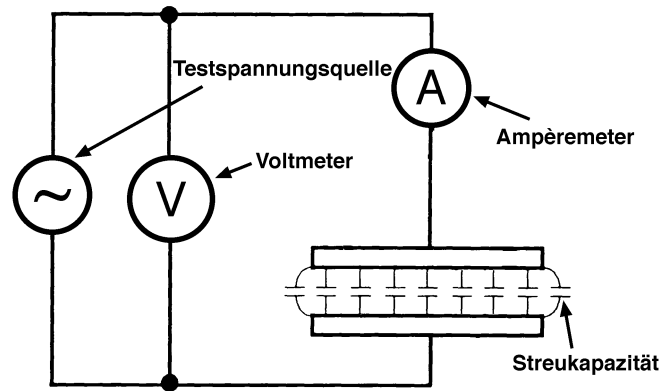 Testspannungsquelle
A
Ampèremeter
Voltmeter
~
V
Streukapazität